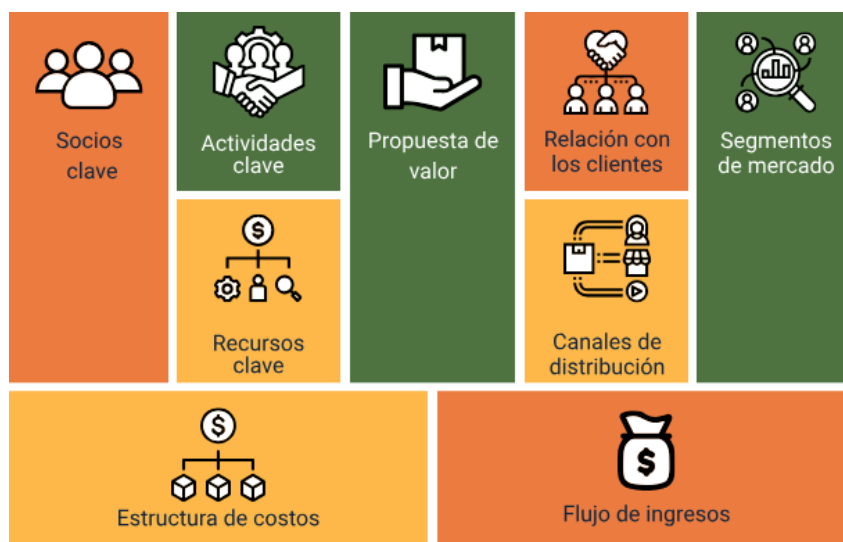 Socios
clave
Actividades
clave
Propuesta de
valor
Relación con
los clientes
Segmentos
de mercado
$
Recursos
clave
Canales de
distribución
$
Estructura de costos
$
Flujo de ingresos